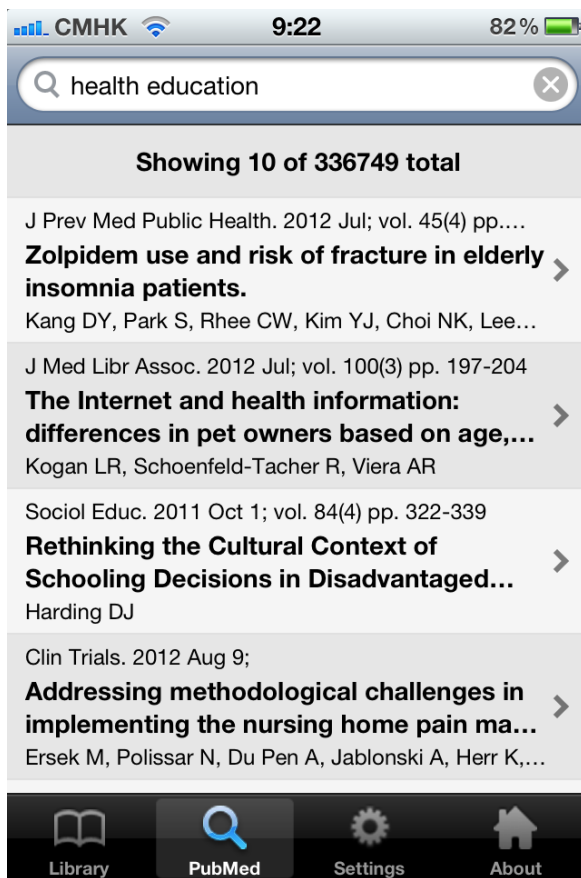 CMHK 9:22 82%
health education
Showing 10 of 336749 total
J Prev Med Public Health. 2012 Jul; vol. 45(4) pp.…
Zolpidem use and risk of fracture in elderly
insomnia patients.
Kang DY, Park S, Rhee CW, Kim YJ, Choi NK, Lee…
J Med Libr Assoc. 2012 Jul; vol. 100(3) pp. 197-204
The Internet and health information:
differences in pet owners based on age,…
Kogan LR, Schoenfeld-Tacher R, Viera AR
Sociol Educ. 2011 Oct 1; vol. 84(4) pp. 322-339
Rethinking the Cultural Context of
Schooling Decisions in Disadvantaged…
Harding DJ
Clin Trials. 2012 Aug 9;
Addressing methodological challenges in
implementing the nursing home pain ma…
Ersek M, Polissar N, Du Pen A, Jablonski A, Herr K,…
Library PubMed Settings About